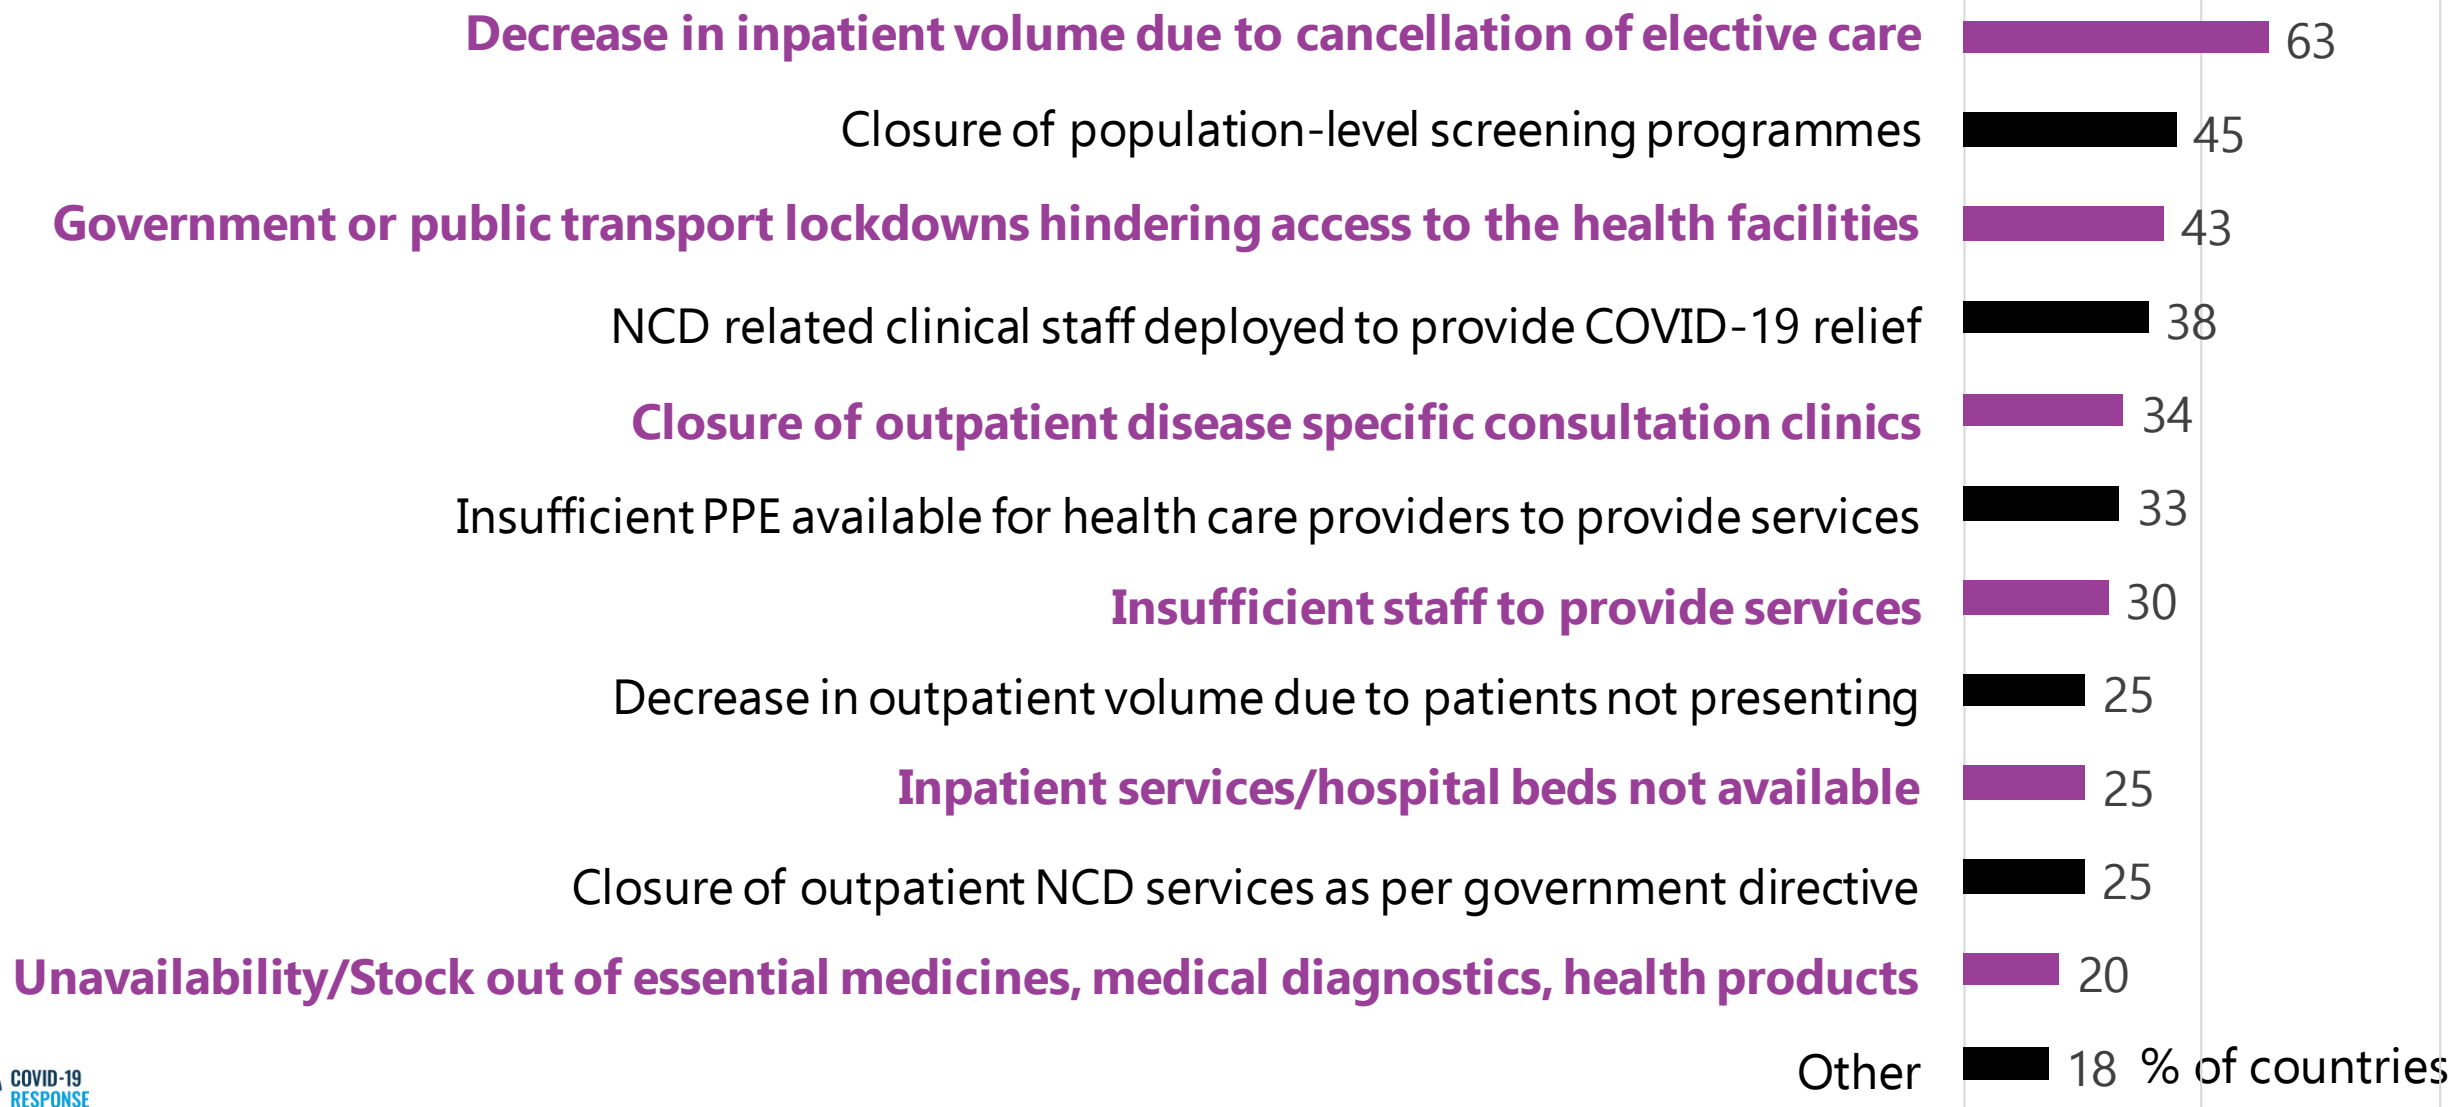 Decrease in inpatient volume due to cancellation of elective care 63
Closure of population-level screening programmes 45
Government or public transport lockdowns hindering access to the health facilities 43
NCD related clinical staff deployed to provide COVID-19 relief 38
Closure of outpatient disease specific consultation clinics 34
Insufficient PPE available for health care providers to provide services 33
Insufficient staff to provide services 30
Decrease in outpatient volume due to patients not presenting 25
Inpatient services/hospital beds not available 25
Closure of outpatient NCD services as per government directive 25
Unavailability/Stock out of essential medicines, medical diagnostics, health products 20
Other 18 % of countries
COVID-19
RESPONSE